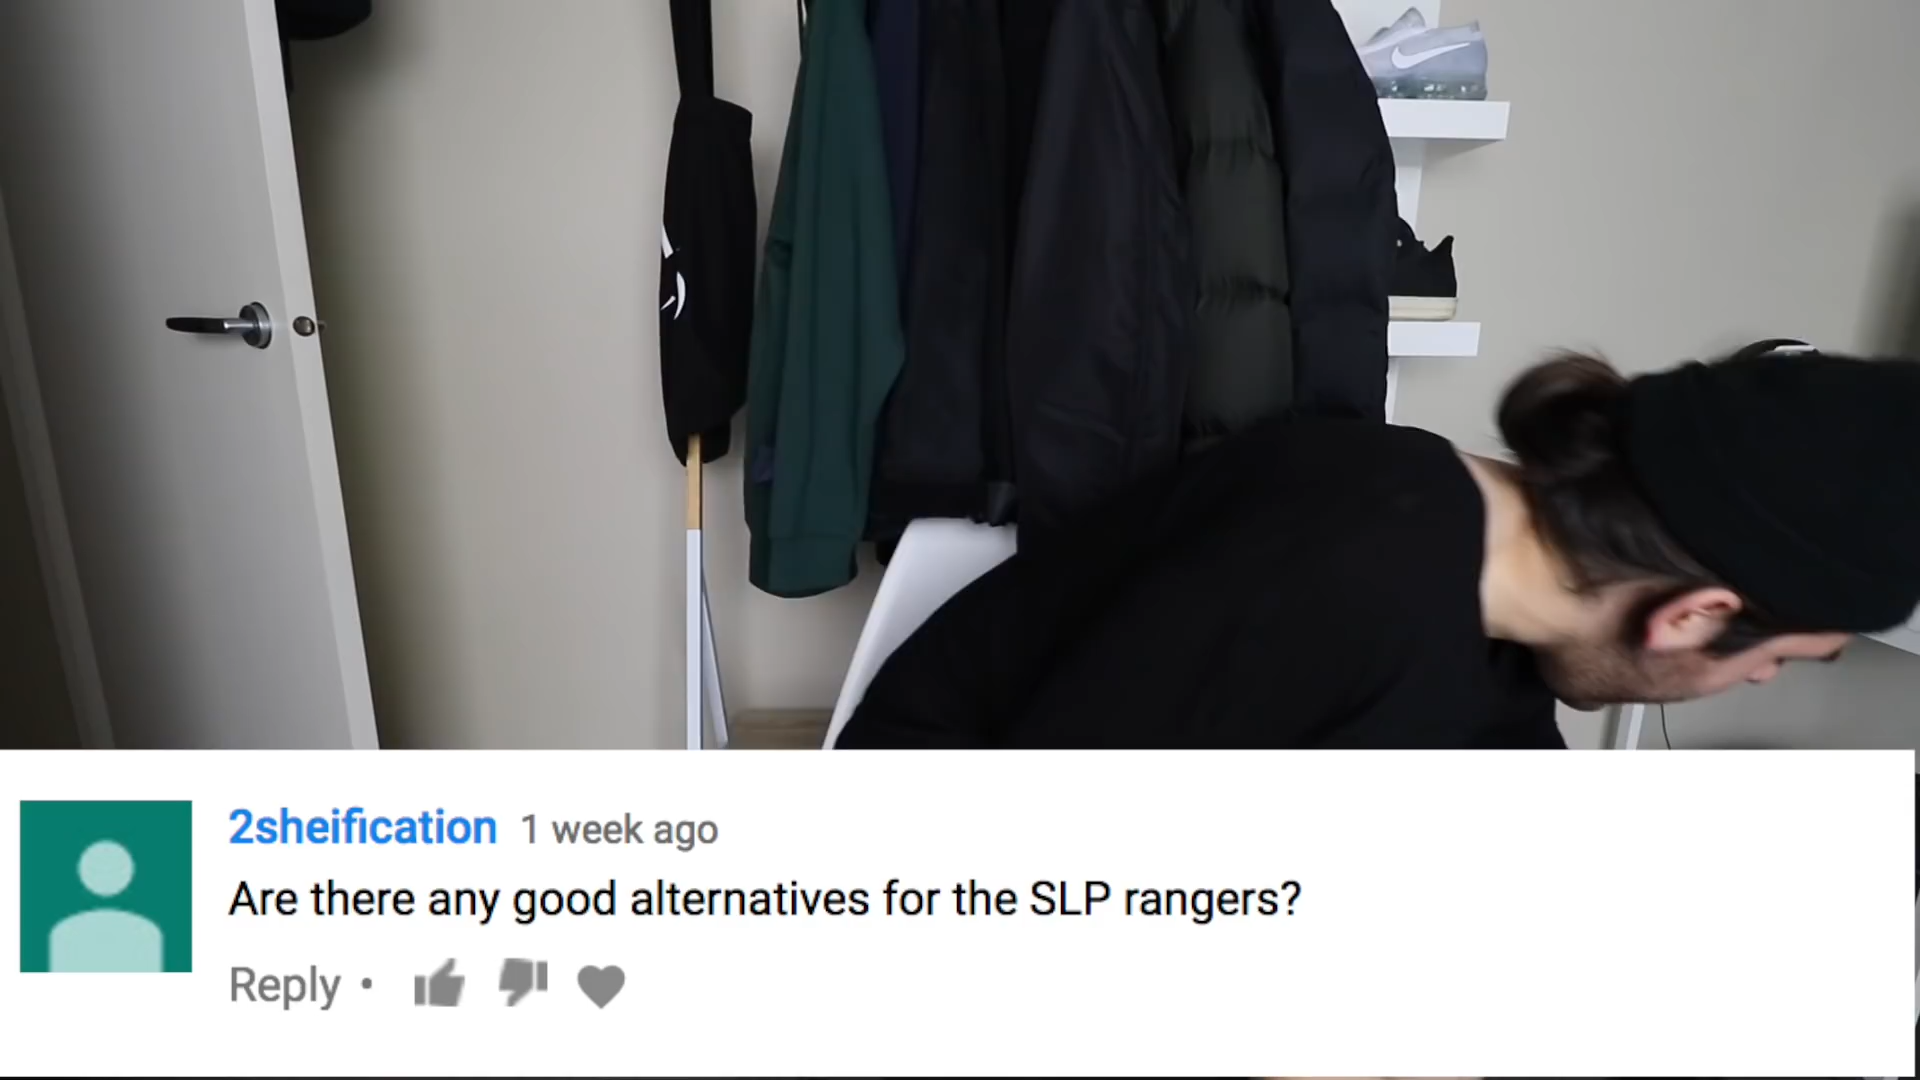 2sheification 1 week ago
Are there any good alternatives for the SLP rangers?
Reply •